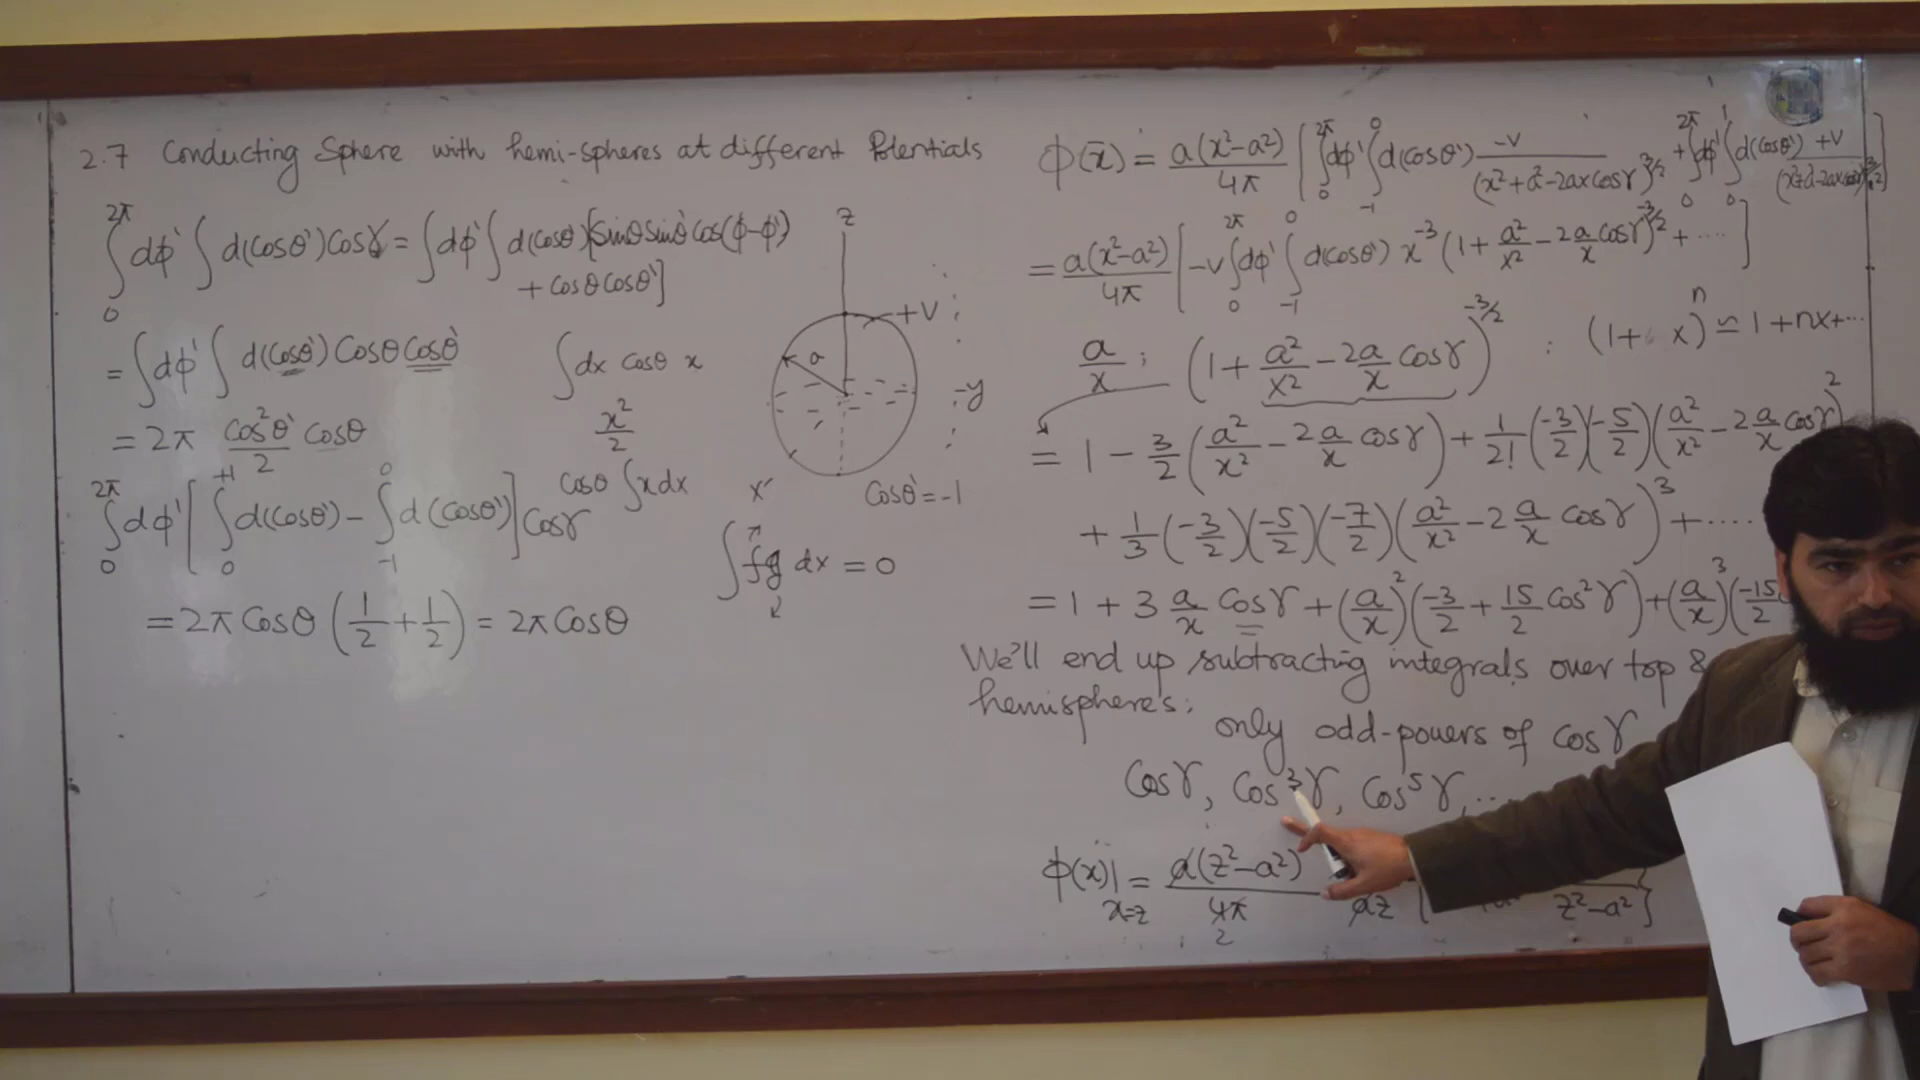 2.7 Conducting Sphere with hemi-spheres at different Potentials
∫₀^{2π} dφ' ∫ d(cosθ') cosγ = ∫dφ' ∫ d(cosθ') [sinθ sinθ' cos(φ-φ')
+ cosθ cosθ']
= ∫dφ' ∫ d(cosθ') Cosθ Cosθ'
= 2π cos²θ'/2 cosθ
∫₀^{2π} dφ' [∫₀^{+1} d(cosθ') - ∫₋₁^0 d(cosθ')] cosγ
= 2π Cosθ (1/2 + 1/2) = 2π Cosθ
∫dx cosθ x
x²/2
Cosθ ∫x dx
∫ f g dx = 0
z
+V
a
y
x
Cosθ' = -1
φ(x̄) = a(x²-a²)/4π [∫₀^{2π} dφ' ∫₋₁^0 d(cosθ') -V/(x²+a²-2ax cosγ)^{3/2} + ∫₀^{2π} dφ' ∫₀^1 d(cosθ') +V/(x²+a²-2ax cosγ)^{3/2}]
= a(x²-a²)/4π [-V ∫₀^{2π} dφ' ∫₋₁^0 d(cosθ') x⁻³ (1 + a²/x² - 2a/x cosγ)^{-3/2} + ....]
a/x ; (1 + a²/x² - 2a/x cosγ)^{-3/2} : (1+ x)ⁿ ≃ 1+nx+...
= 1 - 3/2 (a²/x² - 2a/x cosγ) + 1/2! (-3/2)(-5/2)(a²/x² - 2a/x cosγ)²
+ 1/3 (-3/2)(-5/2)(-7/2)(a²/x² - 2a/x cosγ)³ + ....
= 1 + 3 a/x cosγ + (a/x)² (-3/2 + 15/2 cos²γ) + (a/x)³ (-15/2
We'll end up subtracting integrals over top &
hemisphere's;
only odd-powers of cosγ
Cosγ, Cos³γ, Cos⁵γ, ...
φ(x)|ₓ₌z = a(z²-a²)/4π az { z²-a² }
2